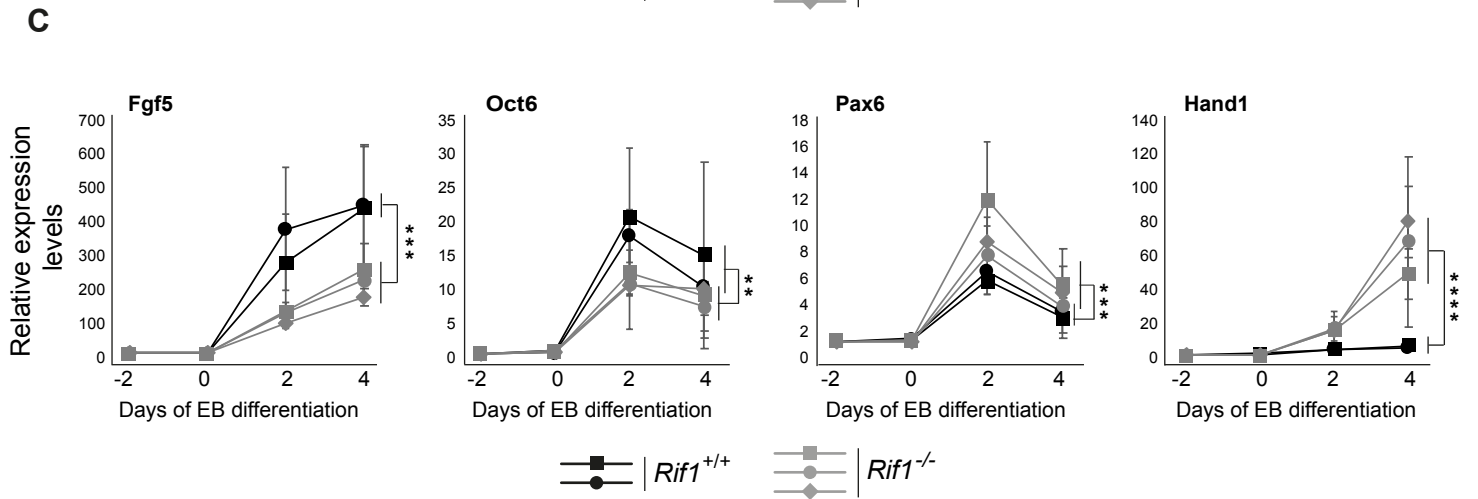 C
Fgf5
Oct6
Pax6
Hand1
Relative expression
levels
700
600
500
400
300
200
100
0
-2 0 2 4
Days of EB differentiation
***
35
30
25
20
15
10
5
0
-2 0 2 4
Days of EB differentiation
**
18
16
14
12
10
8
6
4
2
0
-2 0 2 4
Days of EB differentiation
***
140
120
100
80
60
40
20
0
-2 0 2 4
Days of EB differentiation
****
Rif1+/+
Rif1-/-